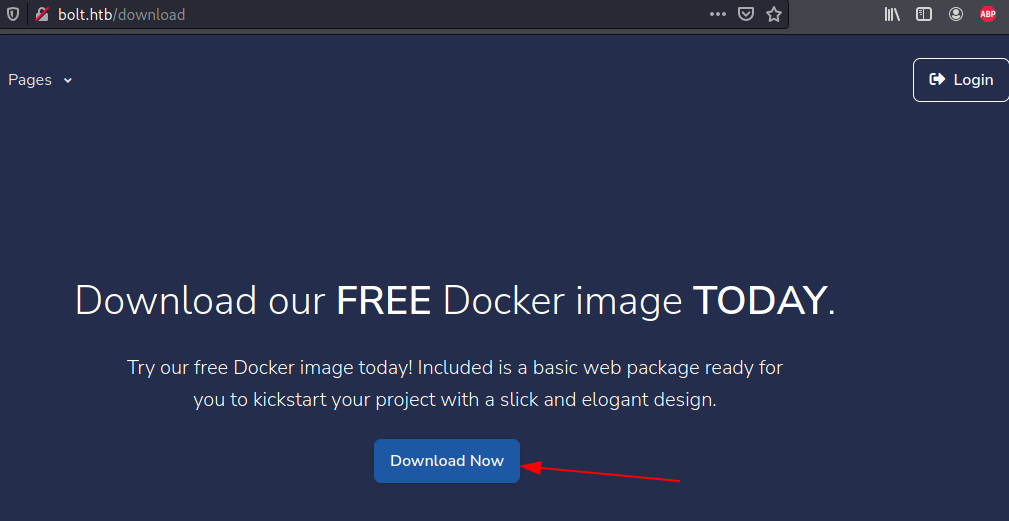 bolt.htb/download
ABP
Pages
Login
Download our FREE Docker image TODAY.
Try our free Docker image today! Included is a basic web package ready for
you to kickstart your project with a slick and elogant design.
Download Now